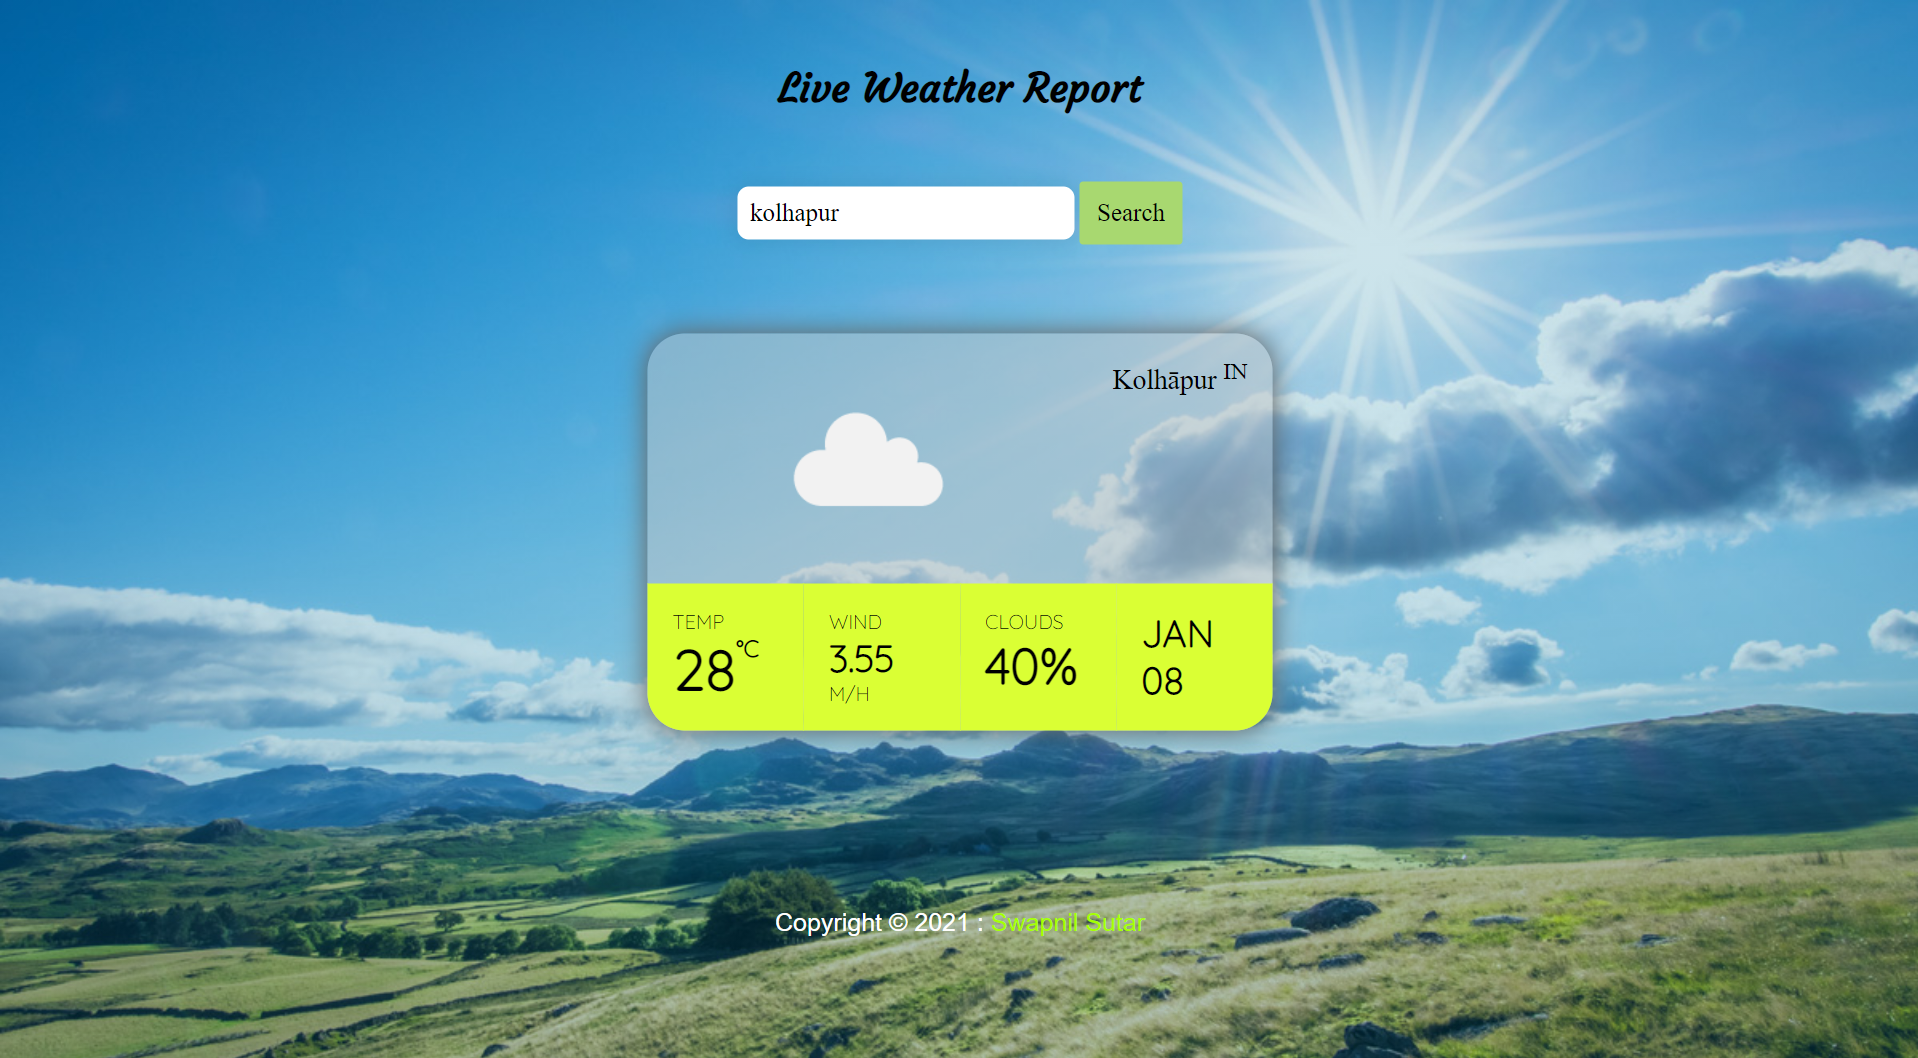 Live Weather Report
kolhapur
Search
Kolhāpur IN
TEMP
28°C
WIND
3.55
M/H
CLOUDS
40%
JAN
08
Copyright © 2021 : Swapnil Sutar